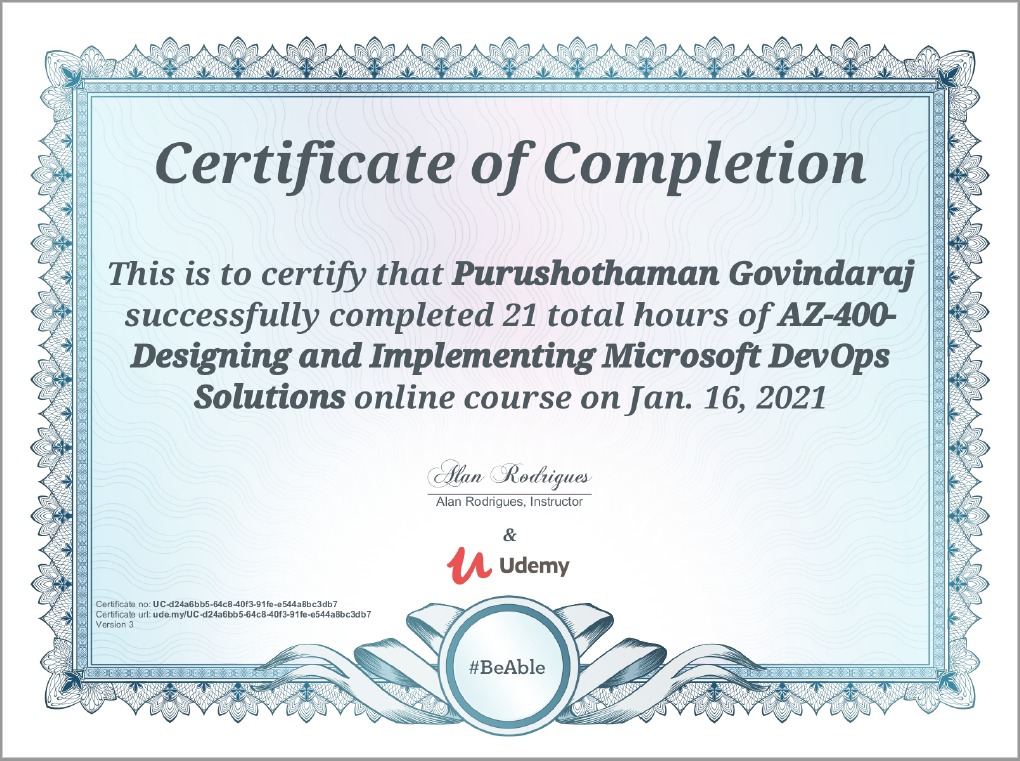 Certificate of Completion
This is to certify that Purushothaman Govindaraj
successfully completed 21 total hours of AZ-400-
Designing and Implementing Microsoft DevOps
Solutions online course on Jan. 16, 2021
Alan Rodrigues
Alan Rodrigues, Instructor
&
Udemy
Certificate no: UC-d24a6bb5-64c8-40f3-91fe-e544a8bc3db7
Certificate url: ude.my/UC-d24a6bb5-64c8-40f3-91fe-e544a8bc3db7
Version 3
#BeAble